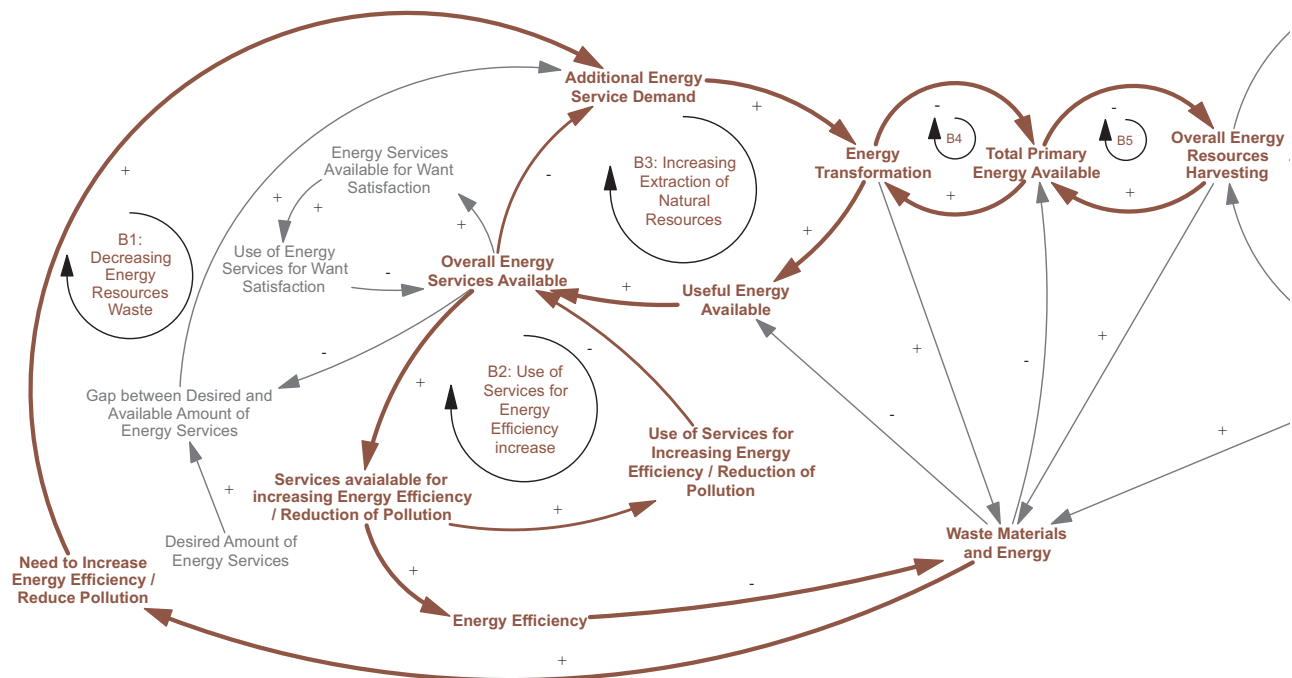 Additional Energy
Service Demand
+
-
-
Overall Energy
Resources
Harvesting
B4
B5
Energy
Transformation
Total Primary
Energy Available
+
+
Energy Services
Available for Want
Satisfaction
B3: Increasing
Extraction of
Natural
Resources
-
+
+
+
+
+
B1:
Decreasing
Energy
Resources
Waste
Use of Energy
Services for Want
Satisfaction
-
Overall Energy
Services Available
+
Useful Energy
Available
-
-
+
+
-
+
B2: Use of
Services for
Energy
Efficiency
increase
Gap between Desired and
Available Amount of
Energy Services
-
+
Use of Services for
Increasing Energy
Efficiency / Reduction of
Pollution
Services avaialable for
increasing Energy Efficiency
/ Reduction of Pollution
+
+
Desired Amount of
Energy Services
Waste Materials
and Energy
Need to Increase
Energy Efficiency /
Reduce Pollution
+
-
Energy Efficiency
+